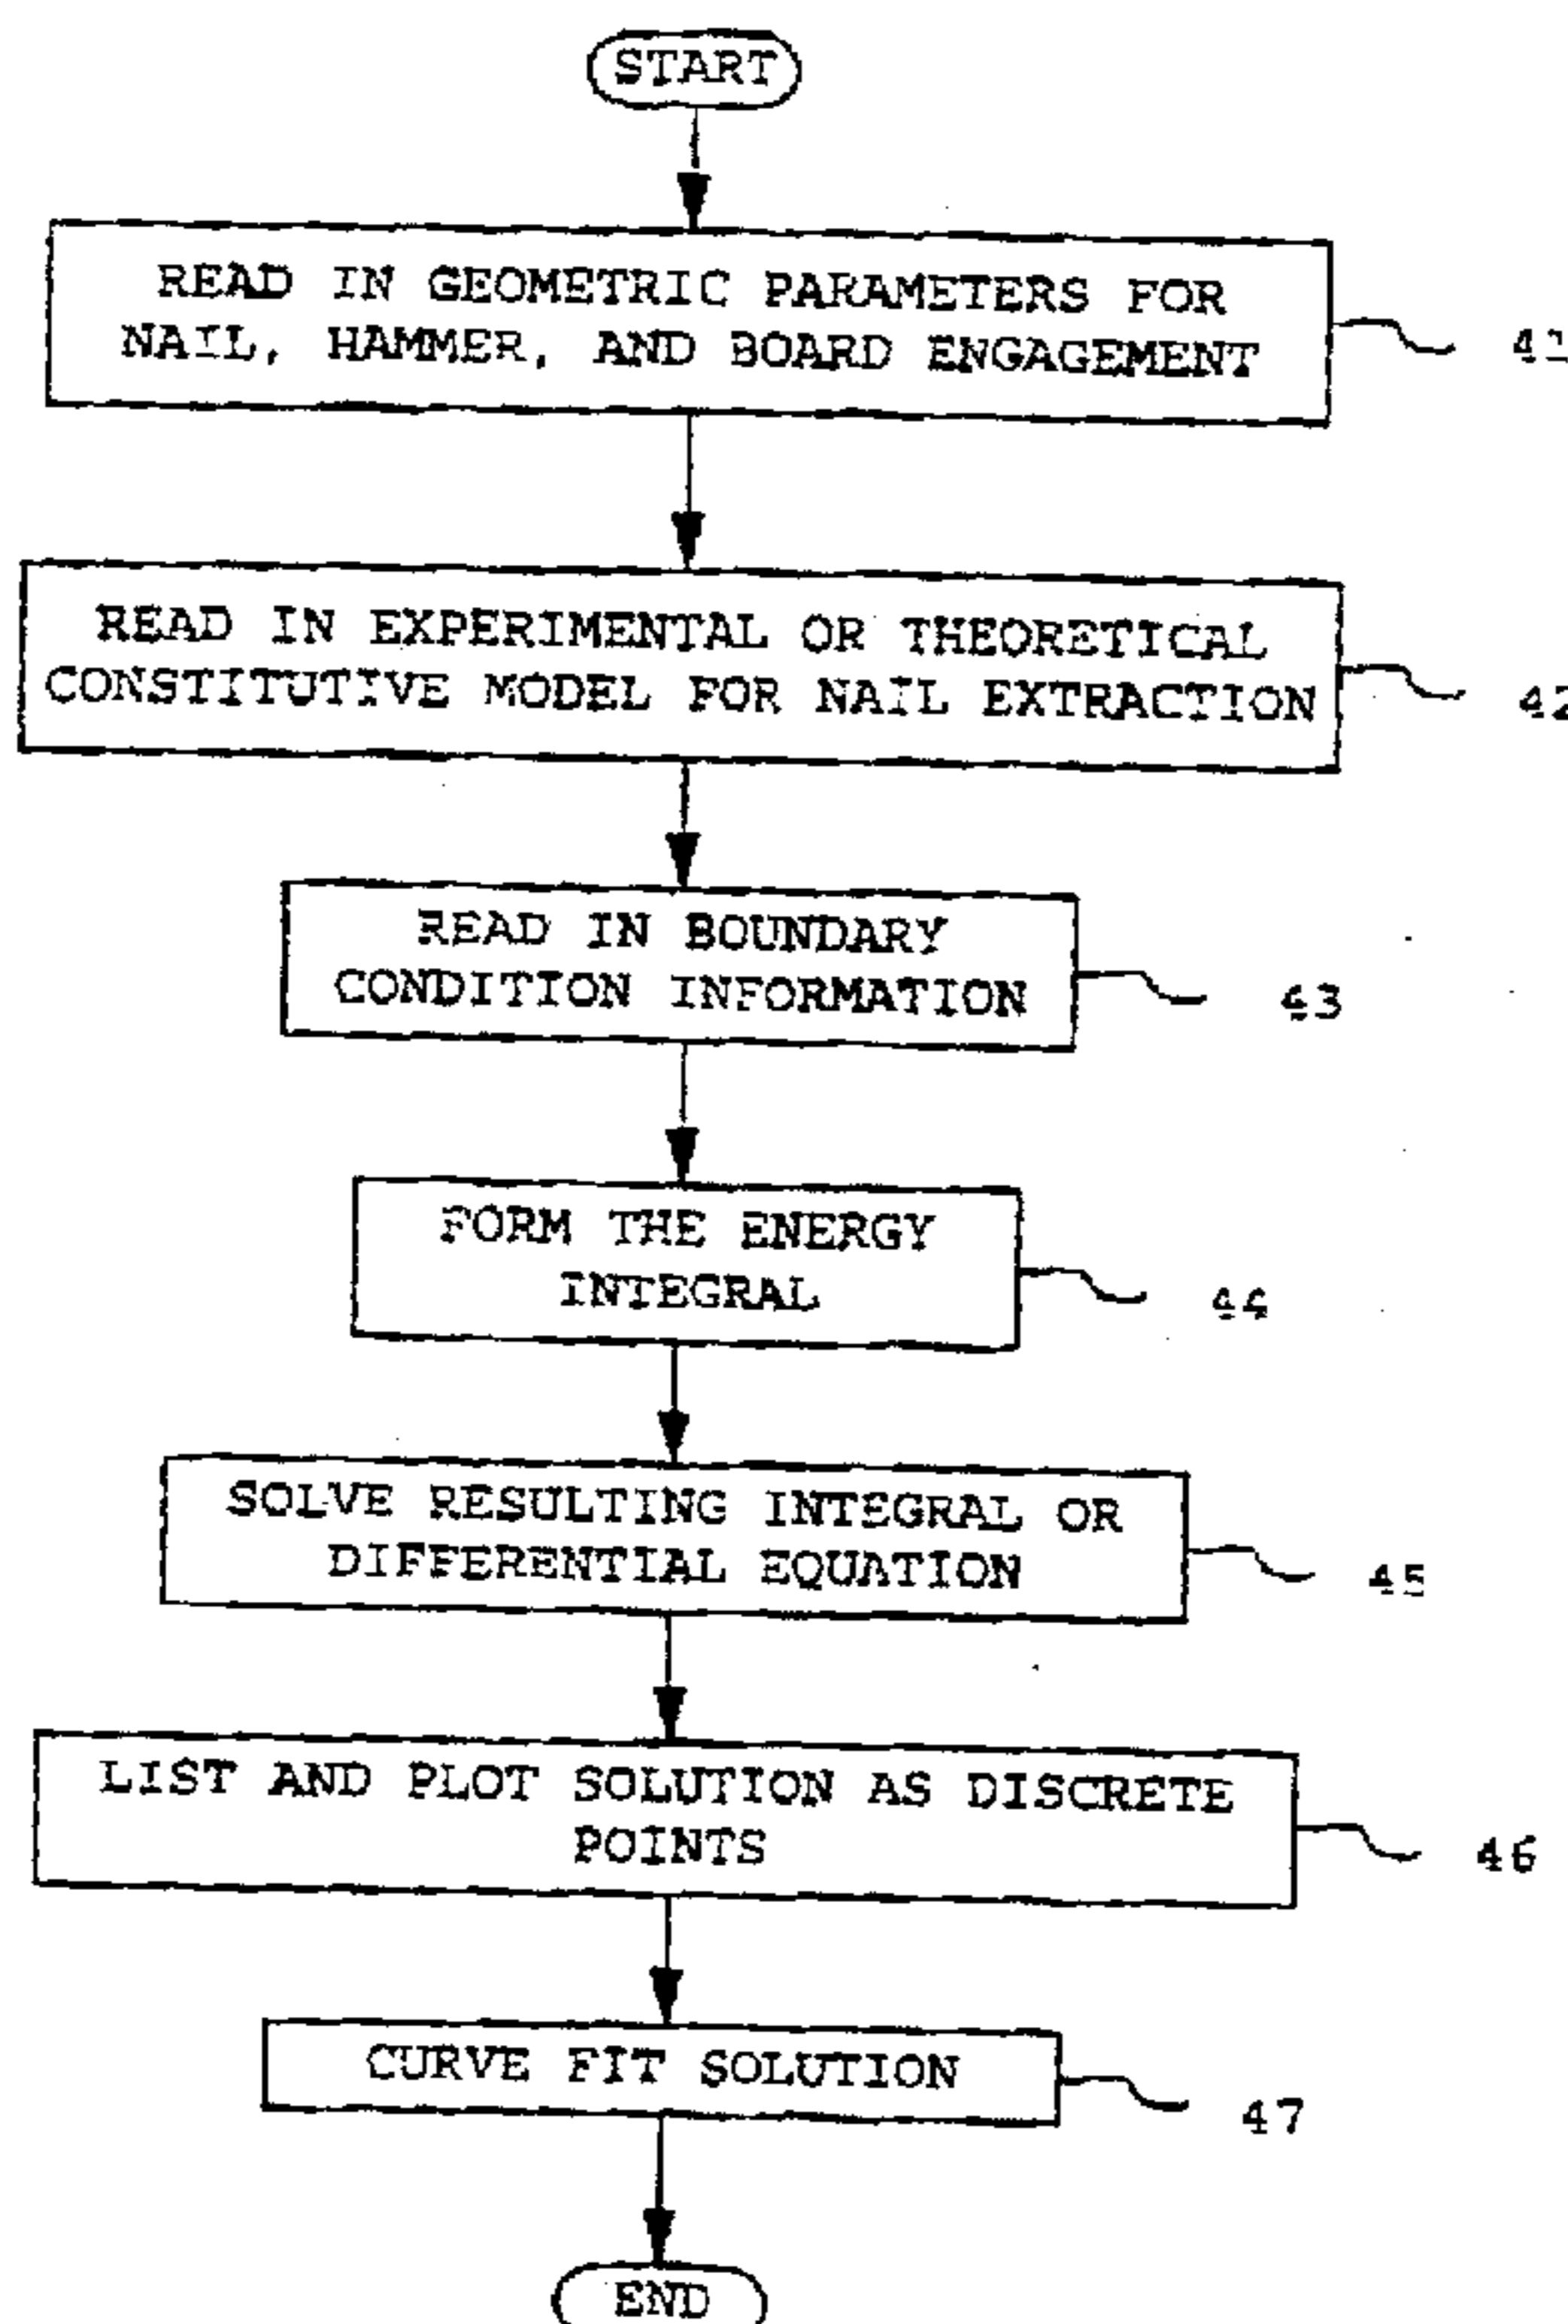 START
READ IN GEOMETRIC PARAMETERS FOR
NAIL, HAMMER, AND BOARD ENGAGEMENT
41
READ IN EXPERIMENTAL OR THEORETICAL
CONSTITUTIVE MODEL FOR NAIL EXTRACTION
42
READ IN BOUNDARY
CONDITION INFORMATION
43
FORM THE ENERGY
INTEGRAL
44
SOLVE RESULTING INTEGRAL OR
DIFFERENTIAL EQUATION
45
LIST AND PLOT SOLUTION AS DISCRETE
POINTS
46
CURVE FIT SOLUTION
47
END